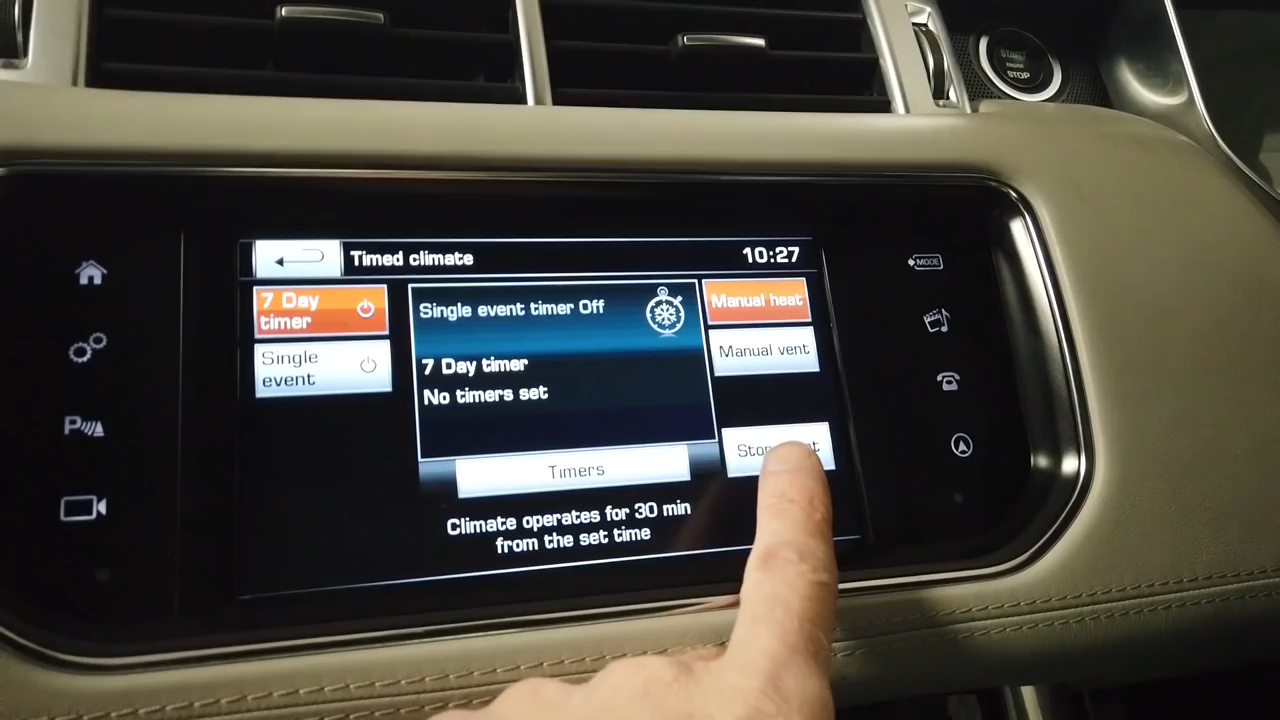 START
ENGINE
STOP
Timed climate
10:27
7 Day
timer
Single
event
Single event timer Off
7 Day timer
No timers set
Timers
Climate operates for 30 min
from the set time
Manual heat
Manual vent
MODE
P